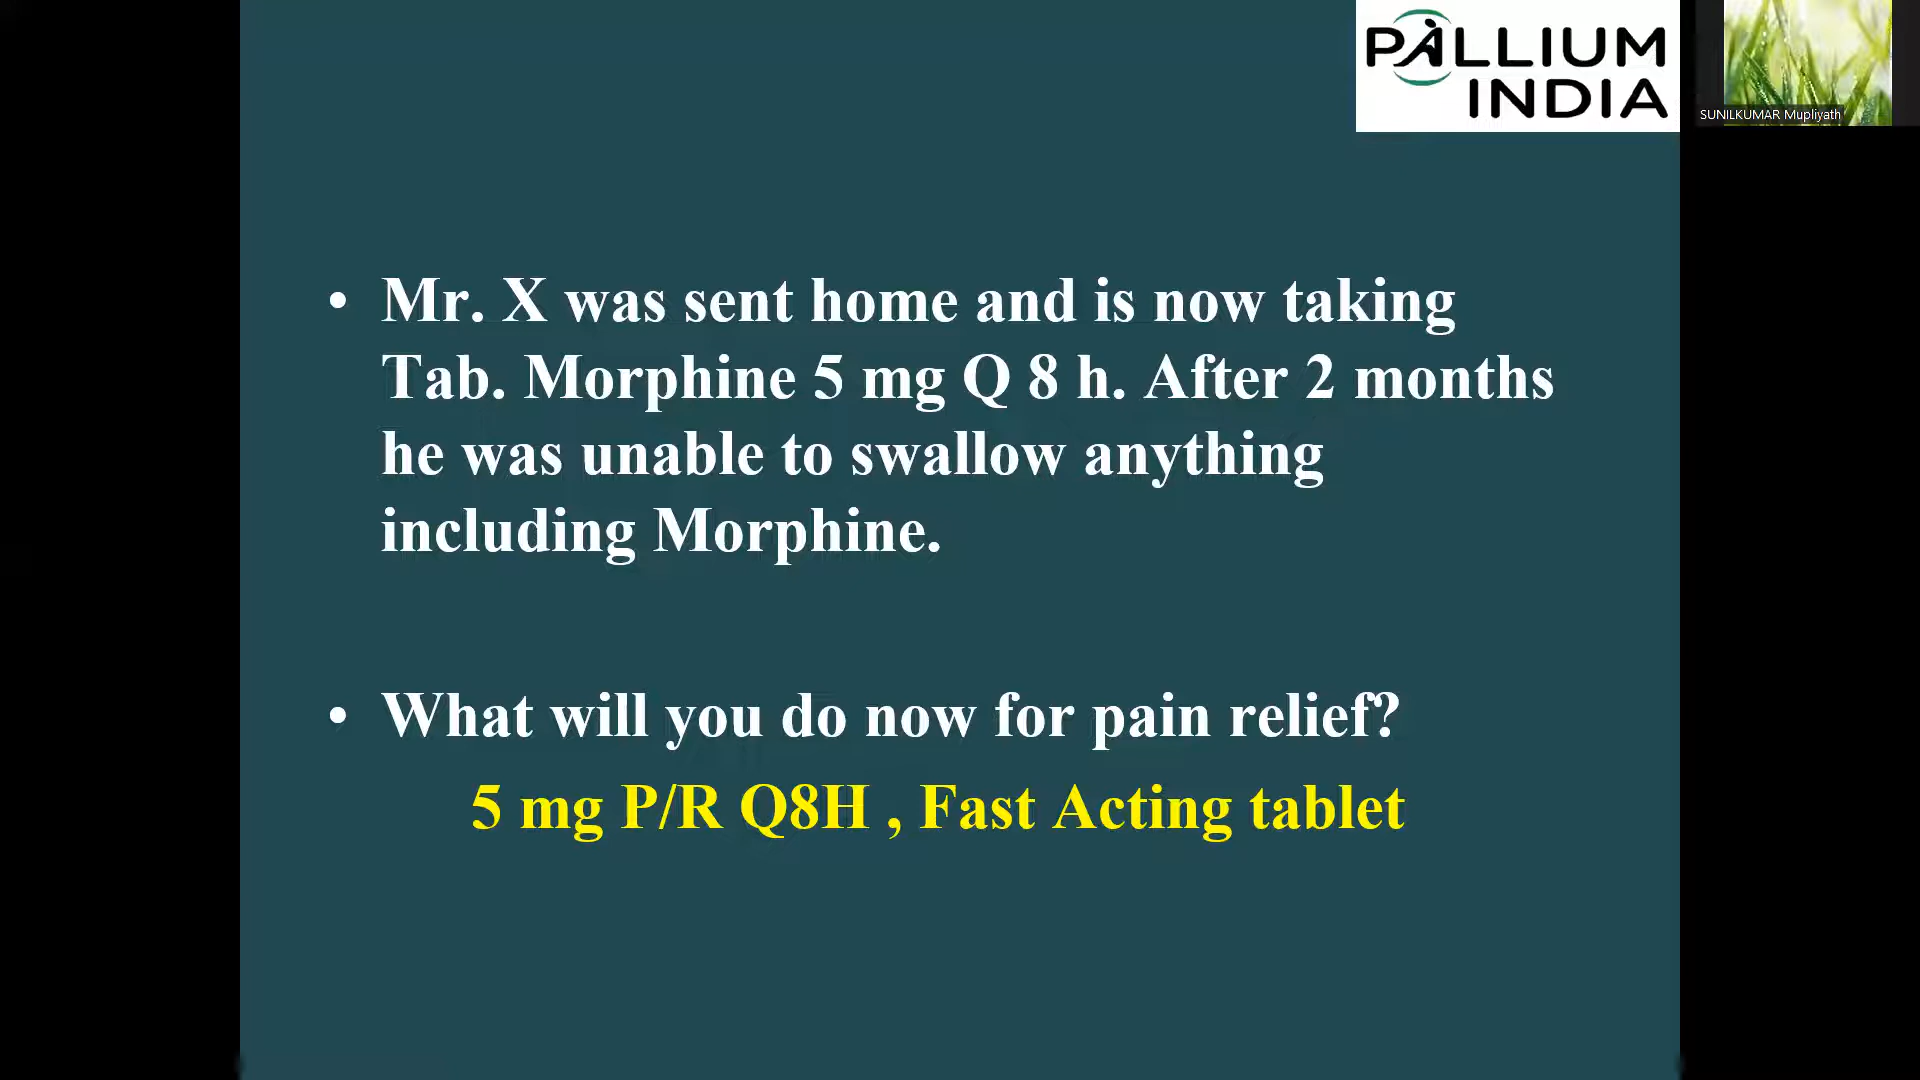 PALLIUM
INDIA
SUNILKUMAR Mupliyath
• Mr. X was sent home and is now taking
Tab. Morphine 5 mg Q 8 h. After 2 months
he was unable to swallow anything
including Morphine.
• What will you do now for pain relief?
5 mg P/R Q8H , Fast Acting tablet